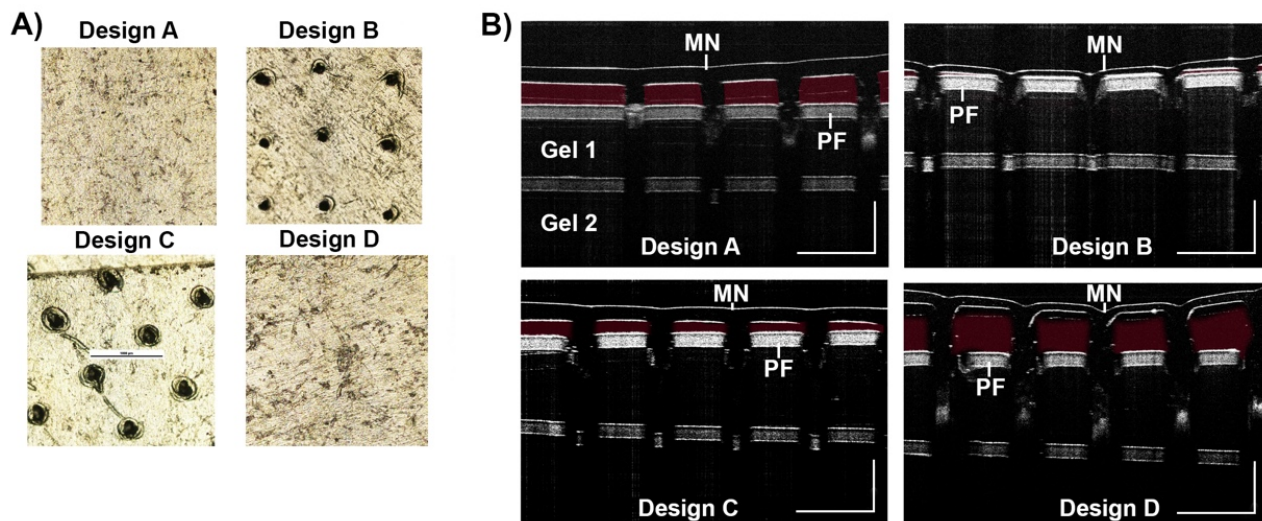 A)
Design A
Design B
Design C
Design D
B)
MN
PF
Gel 1
Gel 2
Design A
MN
PF
Design B
MN
PF
Design C
MN
PF
Design D